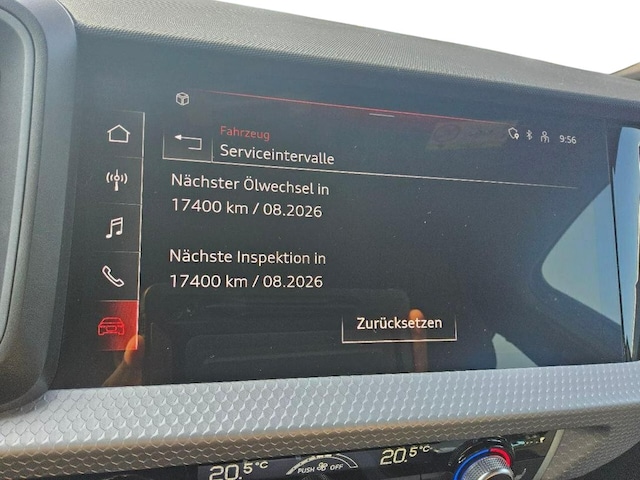 Fahrzeug
Serviceintervalle
9:56
Nächster Ölwechsel in
17400 km / 08.2026
Nächste Inspektion in
17400 km / 08.2026
Zurücksetzen
20.5 °C
PUSH OFF
20.5 °C